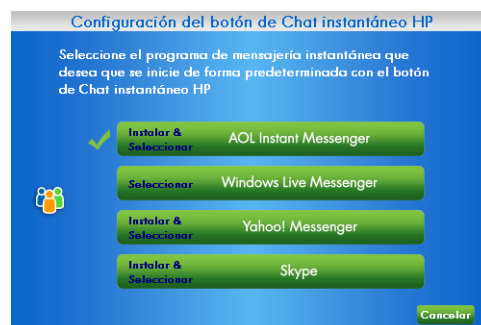 Configuración del botón de Chat instantáneo HP
Seleccione el programa de mensajería instantánea que
desea que se inicie de forma predeterminada con el botón
de Chat instantáneo HP
Instalar &
Seleccionar
AOL Instant Messenger
Seleccionar
Windows Live Messenger
Instalar &
Seleccionar
Yahoo! Messenger
Instalar &
Seleccionar
Skype
Cancelar